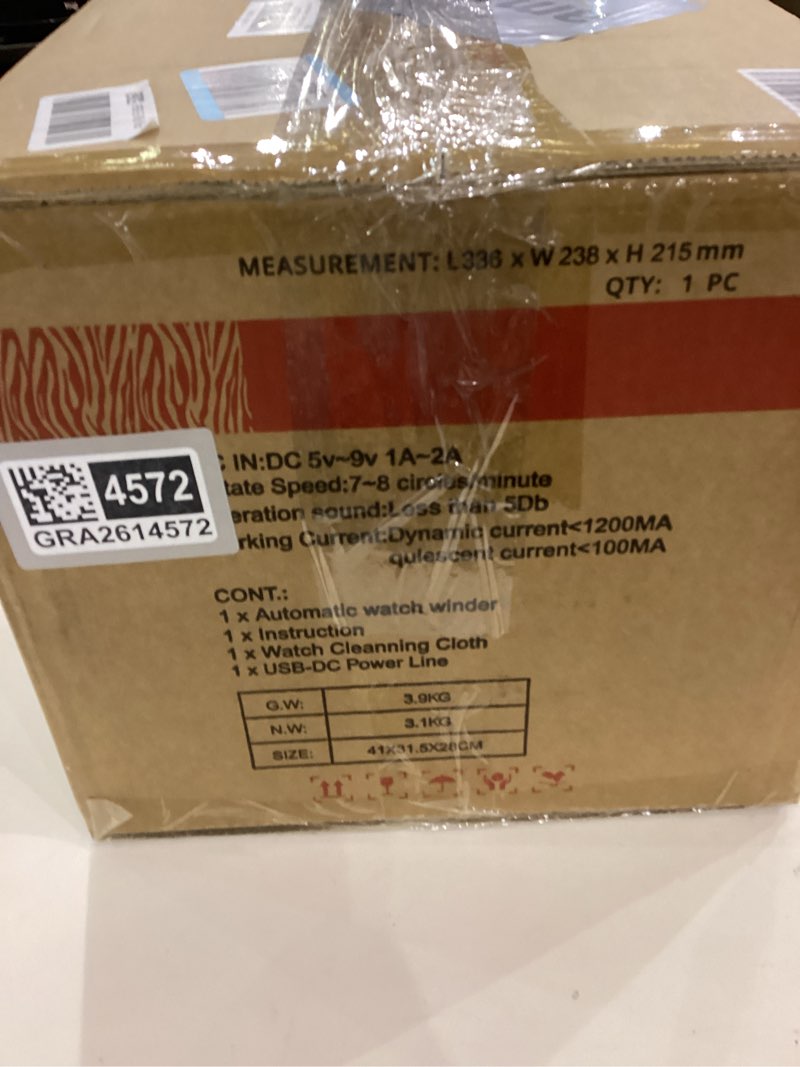 MEASUREMENT: L336 x W 238 x H 215 mm
QTY: 1 PC
IN:DC 5v~9v 1A~2A
tate Speed:7~8 circlus/minute
eration sound:Less than 5Db
rking Current:Dynamic current<1200MA
quiescent current<100MA
4572
GRA2614572
CONT.:
1 x Automatic watch winder
1 x Instruction
1 x Watch Cleanning Cloth
1 x USB-DC Power Line
G.W: 3.9KG
N.W: 3.1KG
SIZE: 41X31.5X28CM